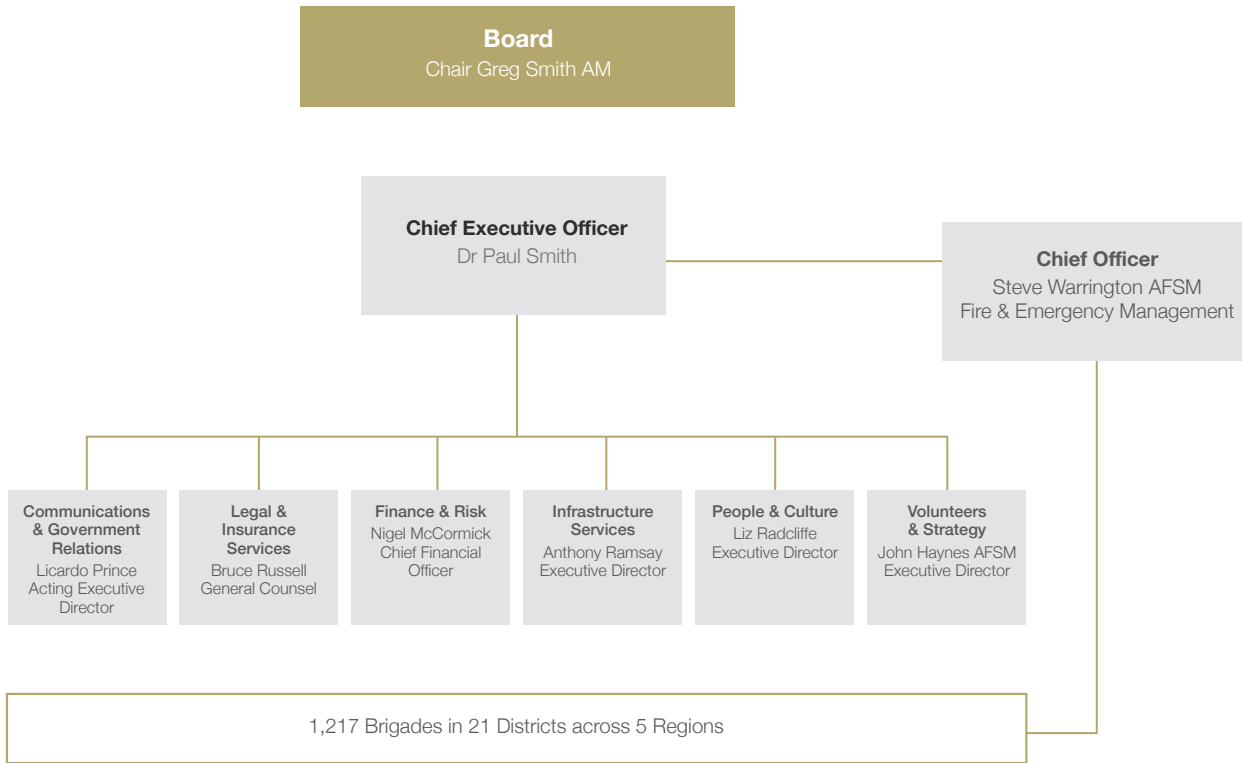 Board
Chair Greg Smith AM
Chief Executive Officer
Dr Paul Smith
Chief Officer
Steve Warrington AFSM
Fire & Emergency Management
Communications
& Government
Relations
Licardo Prince
Acting Executive
Director
Legal &
Insurance
Services
Bruce Russell
General Counsel
Finance & Risk
Nigel McCormick
Chief Financial
Officer
Infrastructure
Services
Anthony Ramsay
Executive Director
People & Culture
Liz Radcliffe
Executive Director
Volunteers
& Strategy
John Haynes AFSM
Executive Director
1,217 Brigades in 21 Districts across 5 Regions